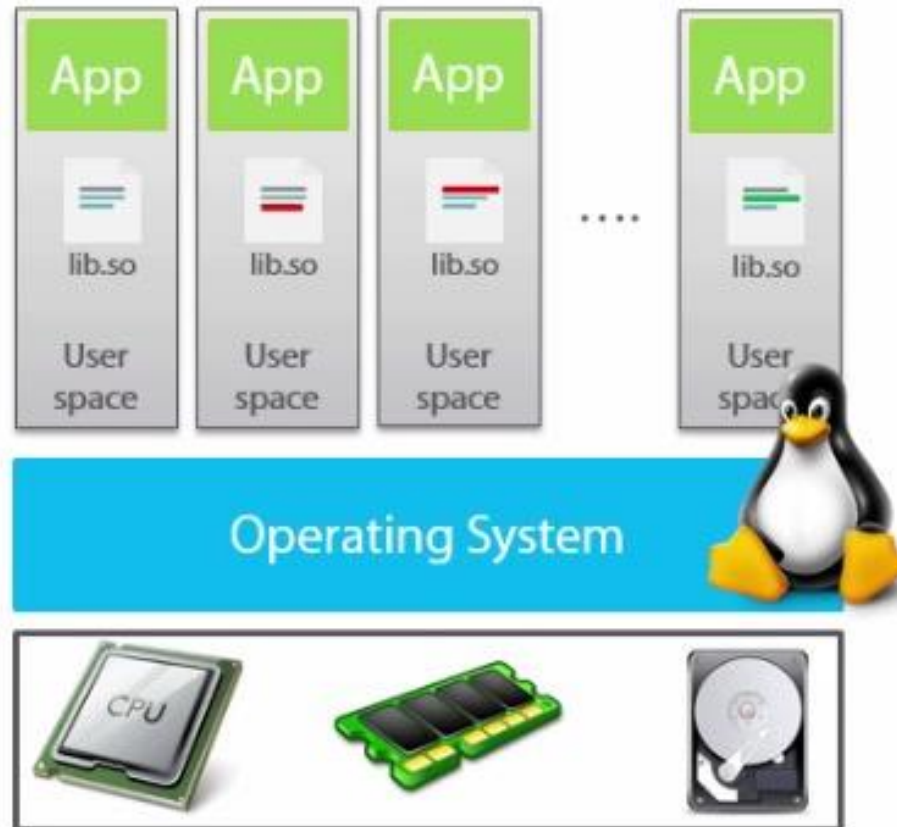 App
lib.so
User
space
App
lib.so
User
space
App
lib.so
User
space
....
App
lib.so
User
spac
Operating System
CPU